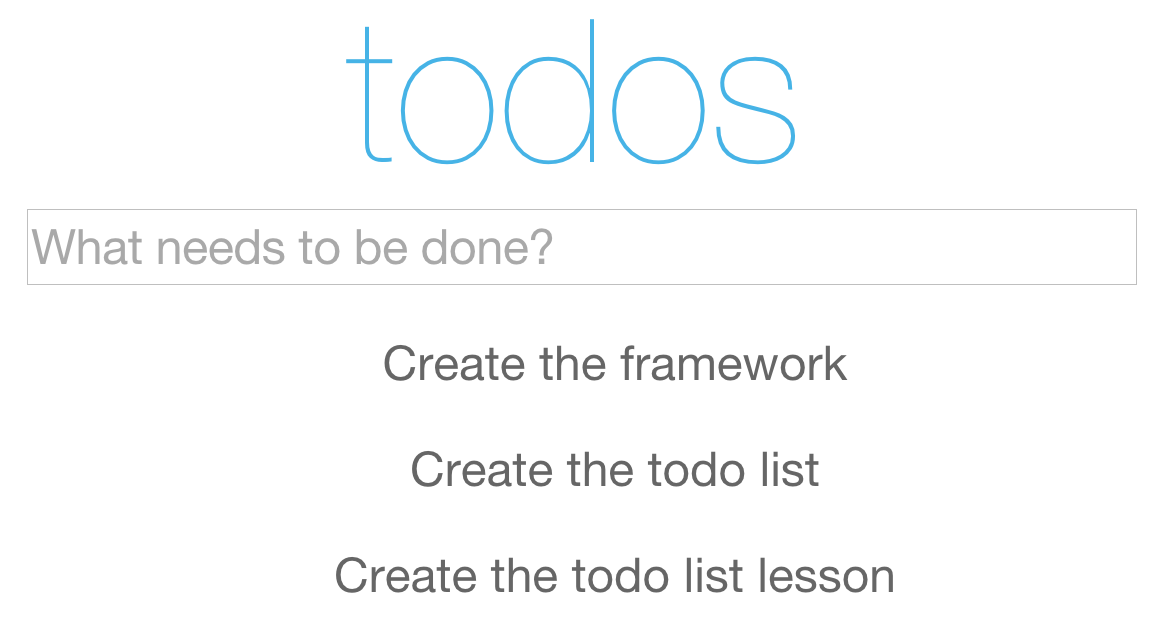 todos
What needs to be done?
Create the framework
Create the todo list
Create the todo list lesson